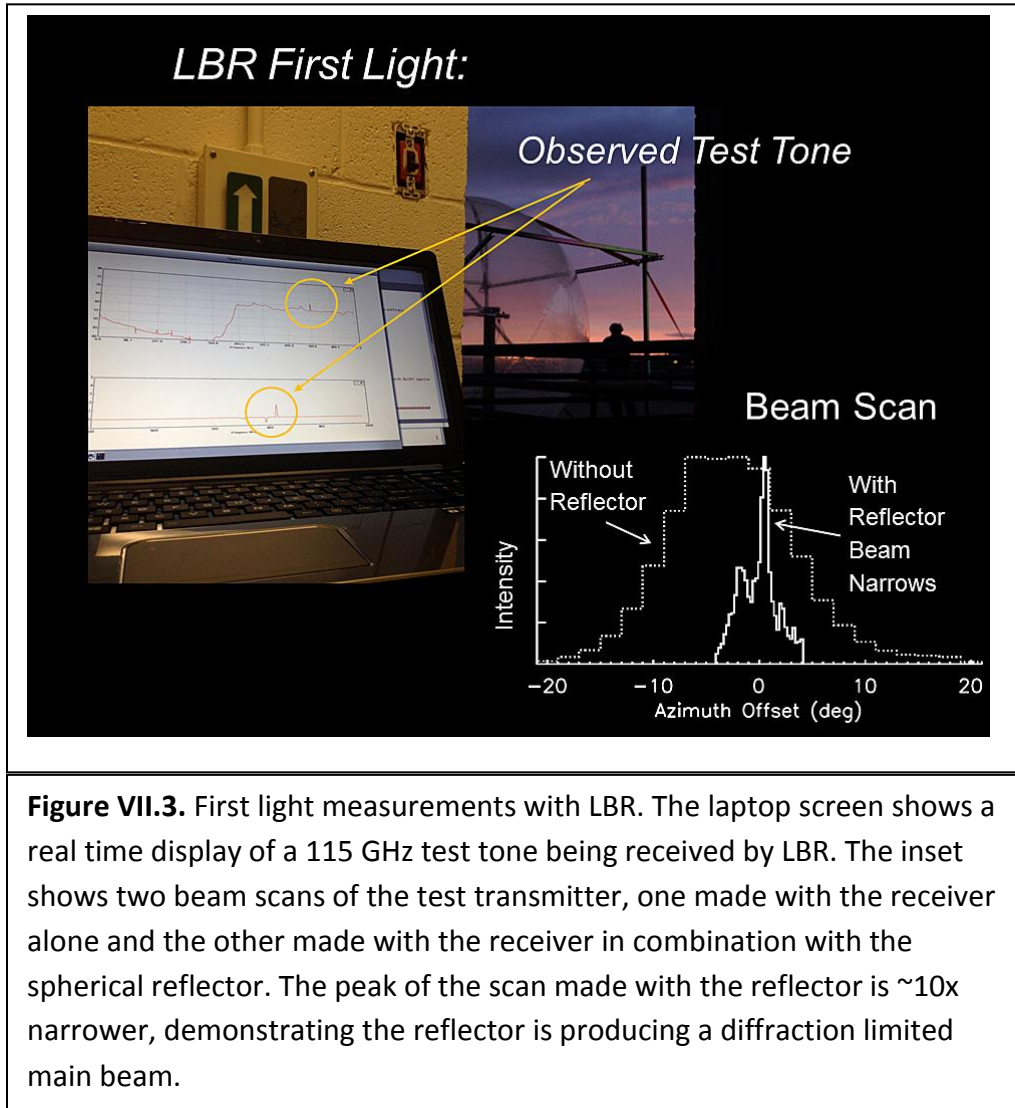 LBR First Light:
Observed Test Tone
Beam Scan
Without
Reflector
With
Reflector
Beam
Narrows
Intensity
−20 −10 0 10 20
Azimuth Offset (deg)
Figure VII.3. First light measurements with LBR. The laptop screen shows a
real time display of a 115 GHz test tone being received by LBR. The inset
shows two beam scans of the test transmitter, one made with the receiver
alone and the other made with the receiver in combination with the
spherical reflector. The peak of the scan made with the reflector is ~10x
narrower, demonstrating the reflector is producing a diffraction limited
main beam.